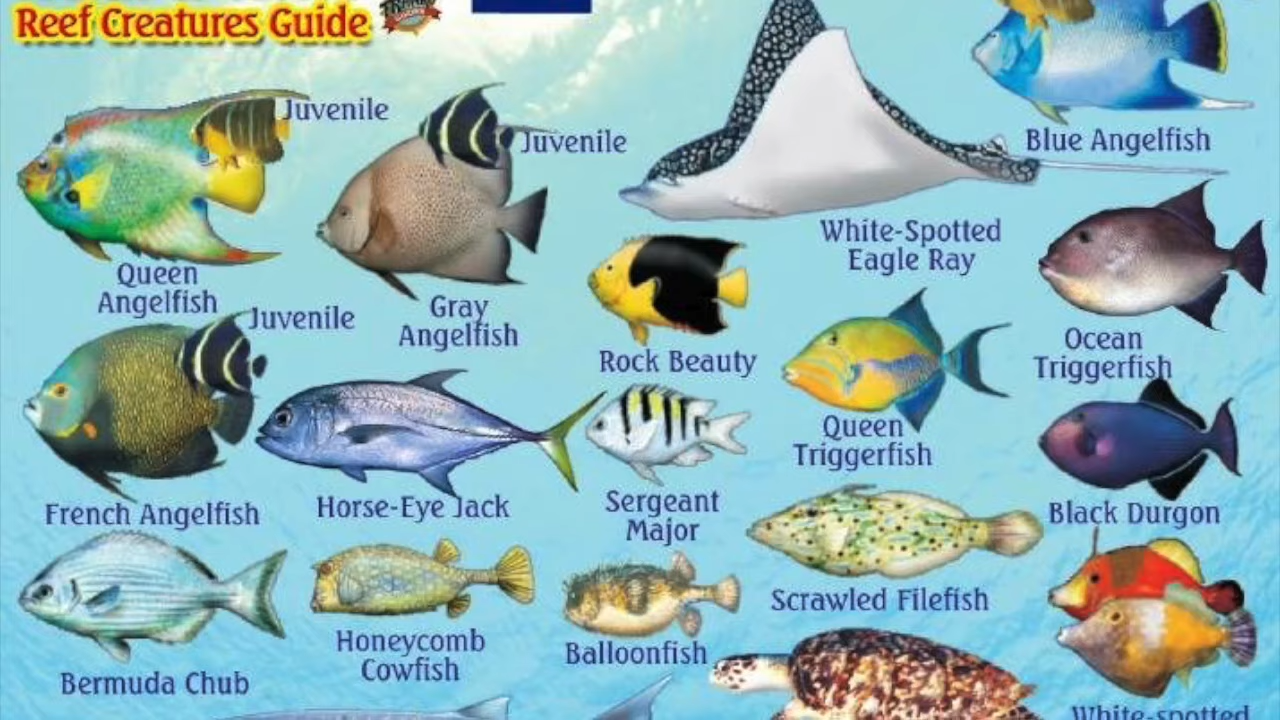 Reef Creatures Guide
Juvenile
Juvenile
Blue Angelfish
White-Spotted
Eagle Ray
Queen
Angelfish
Gray
Angelfish
Juvenile
Rock Beauty
Ocean
Triggerfish
Queen
Triggerfish
French Angelfish
Horse-Eye Jack
Sergeant
Major
Black Durgon
Scrawled Filefish
Honeycomb
Cowfish
Balloonfish
Bermuda Chub
White-spotted